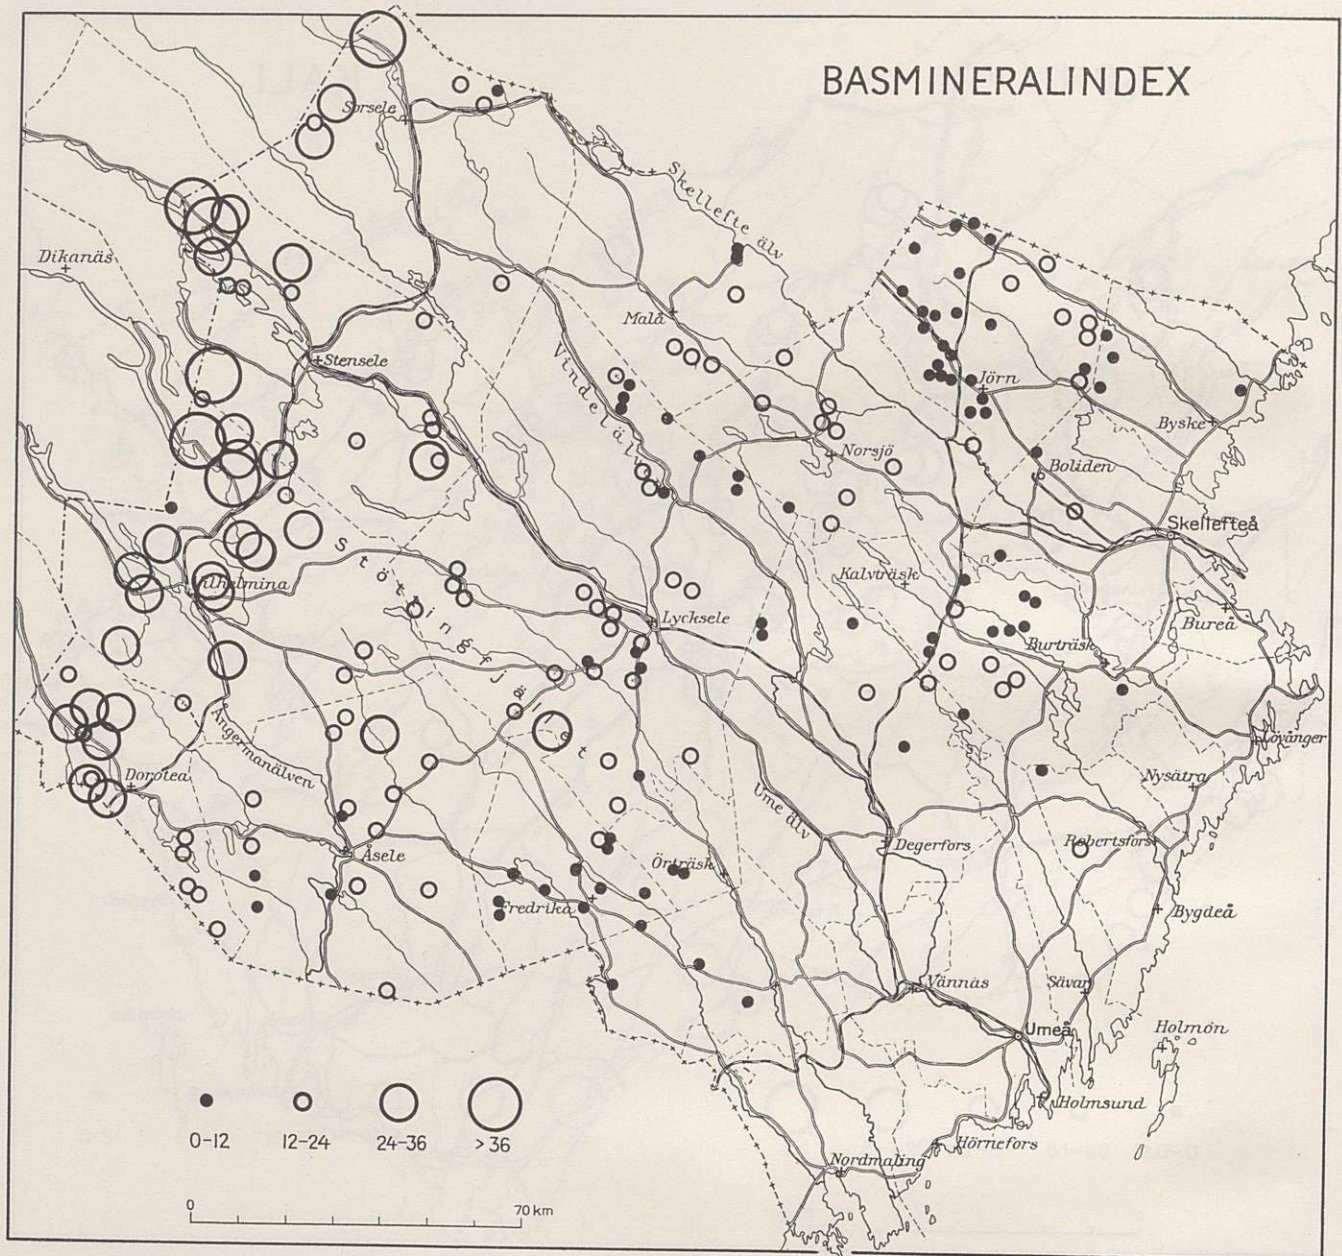 BASMINERALINDEX
Sorsele
Skellefte älv
Dikanäs
Malå
Stensele
Vindelälv
Jörn
Byske
Norsjö
Boliden
Skellefteå
Stöttingfjället
Vilhelmina
Kalvträsk
Lycksele
Bureå
Burträsk
Ångermanälven
Lövånger
Dorotea
Nysätra
Ume älv
Degerfors
Robertsfors
Åsele
Örträsk
Fredrika
Bygdeå
Vännäs
Sävar
Umeå
Holmön
Holmsund
0-12 12-24 24-36 >36
Hörnefors
Nordmaling
0 70 km